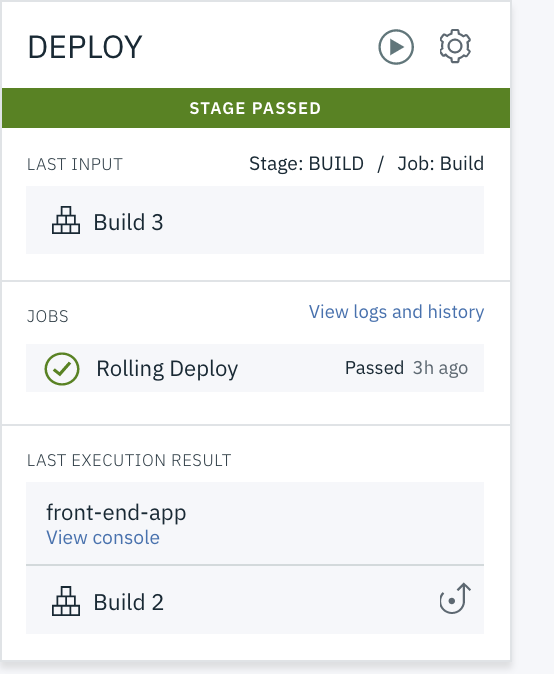 DEPLOY
STAGE PASSED
LAST INPUT Stage: BUILD / Job: Build
Build 3
JOBS View logs and history
Rolling Deploy Passed 3h ago
LAST EXECUTION RESULT
front-end-app
View console
Build 2